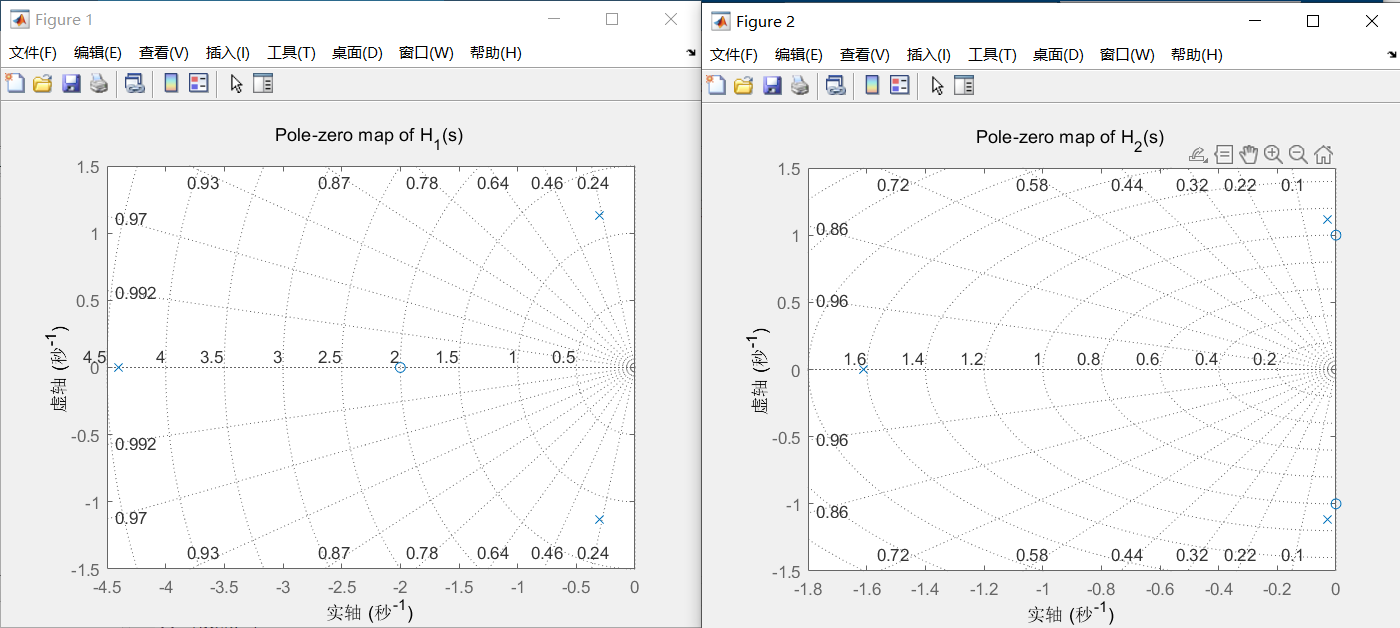 Figure 1
文件(F) 编辑(E) 查看(V) 插入(I) 工具(T) 桌面(D) 窗口(W) 帮助(H)
Pole-zero map of H1(s)
1.5
0.93 0.87 0.78 0.64 0.46 0.24
0.97
1
0.992
0.5
4.5 4 3.5 3 2.5 2 1.5 1 0.5
0
虚轴 (秒-1)
-0.5
0.992
-1
0.97
0.93 0.87 0.78 0.64 0.46 0.24
-1.5
-4.5 -4 -3.5 -3 -2.5 -2 -1.5 -1 -0.5 0
实轴 (秒-1)
Figure 2
文件(F) 编辑(E) 查看(V) 插入(I) 工具(T) 桌面(D) 窗口(W) 帮助(H)
Pole-zero map of H2(s)
1.5
0.72 0.58 0.44 0.32 0.22 0.1
0.86
1
0.96
0.5
1.6 1.4 1.2 1 0.8 0.6 0.4 0.2
0
虚轴 (秒-1)
-0.5
0.96
-1
0.86
0.72 0.58 0.44 0.32 0.22 0.1
-1.5
-1.8 -1.6 -1.4 -1.2 -1 -0.8 -0.6 -0.4 -0.2 0
实轴 (秒-1)